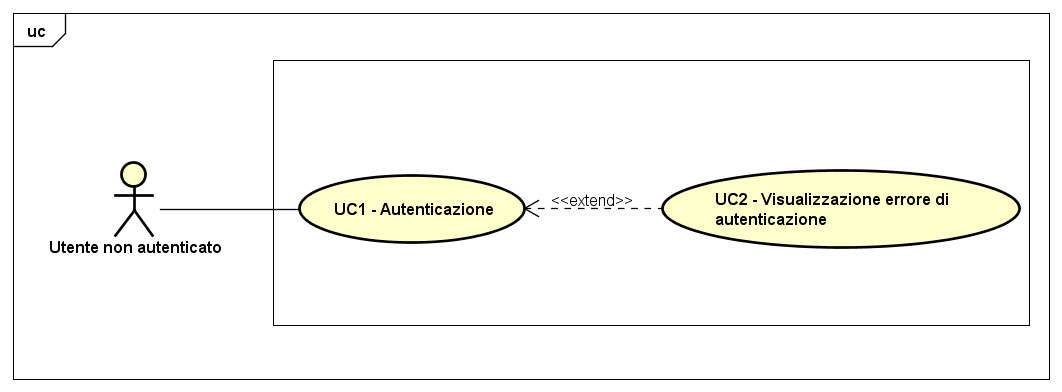 uc
UC1 - Autenticazione
<<extend>>
UC2 - Visualizzazione errore di
autenticazione
Utente non autenticato